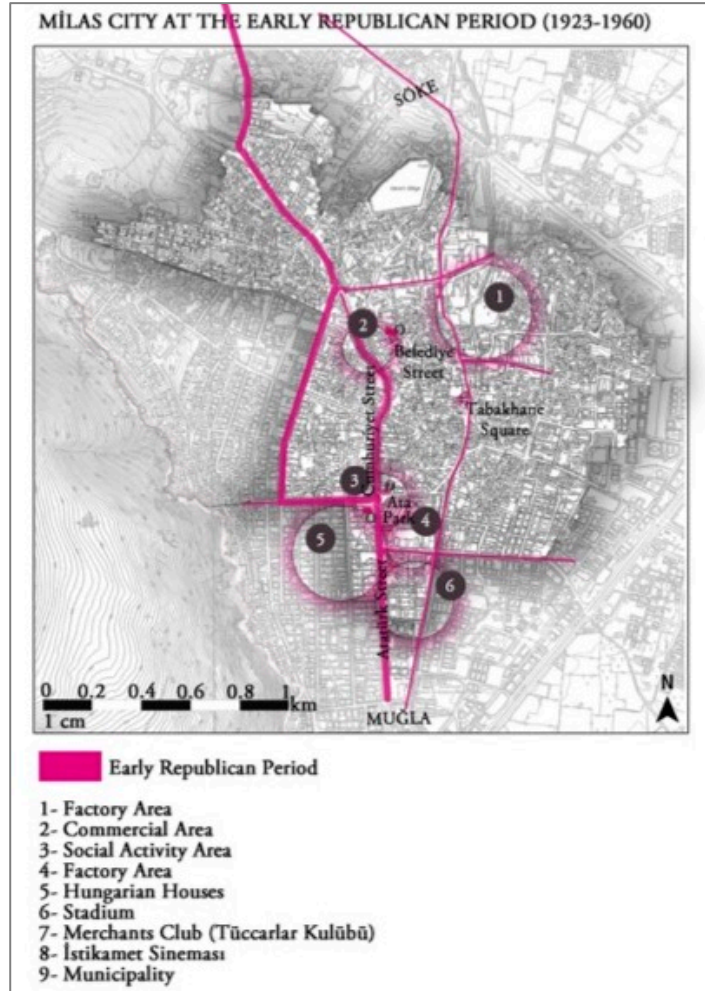 MİLAS CITY AT THE EARLY REPUBLICAN PERIOD (1923-1960)
SÖKE
1
2
Belediye
Street
Cumhuriyet Street
Tabakhane
Square
3
Ata
Park
4
5
6
Atatürk Street
0 0.2 0.4 0.6 0.8 1
km
1 cm
MUĞLA
N
Early Republican Period
1- Factory Area
2- Commercial Area
3- Social Activity Area
4- Factory Area
5- Hungarian Houses
6- Stadium
7- Merchants Club (Tüccarlar Kulübü)
8- İstikamet Sineması
9- Municipality